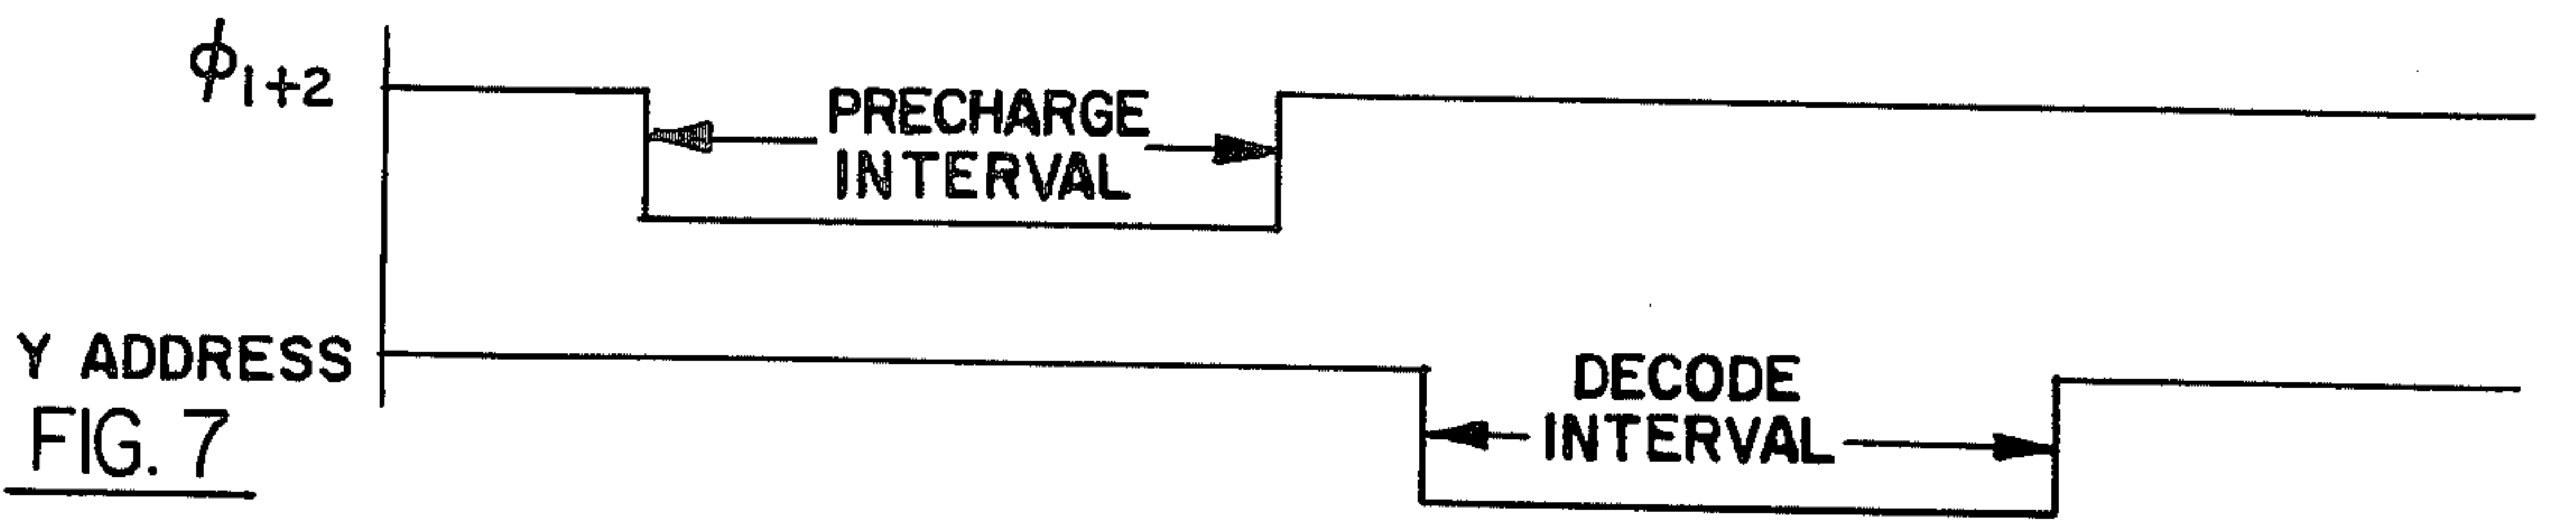 ϕ1+2
PRECHARGE
INTERVAL
Y ADDRESS
DECODE
INTERVAL
FIG. 7